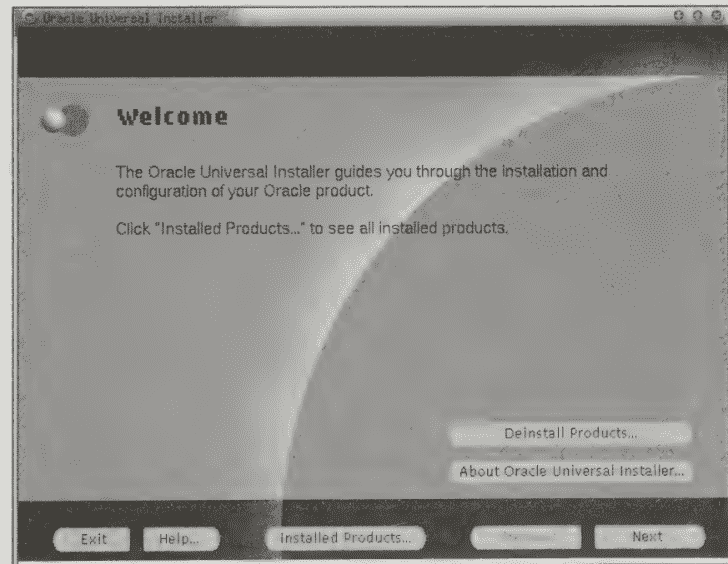 Oracle Universal Installer
Welcome
The Oracle Universal Installer guides you through the installation and
configuration of your Oracle product.
Click "Installed Products..." to see all installed products.
Deinstall Products...
About Oracle Universal Installer...
Exit
Help...
Installed Products...
Next